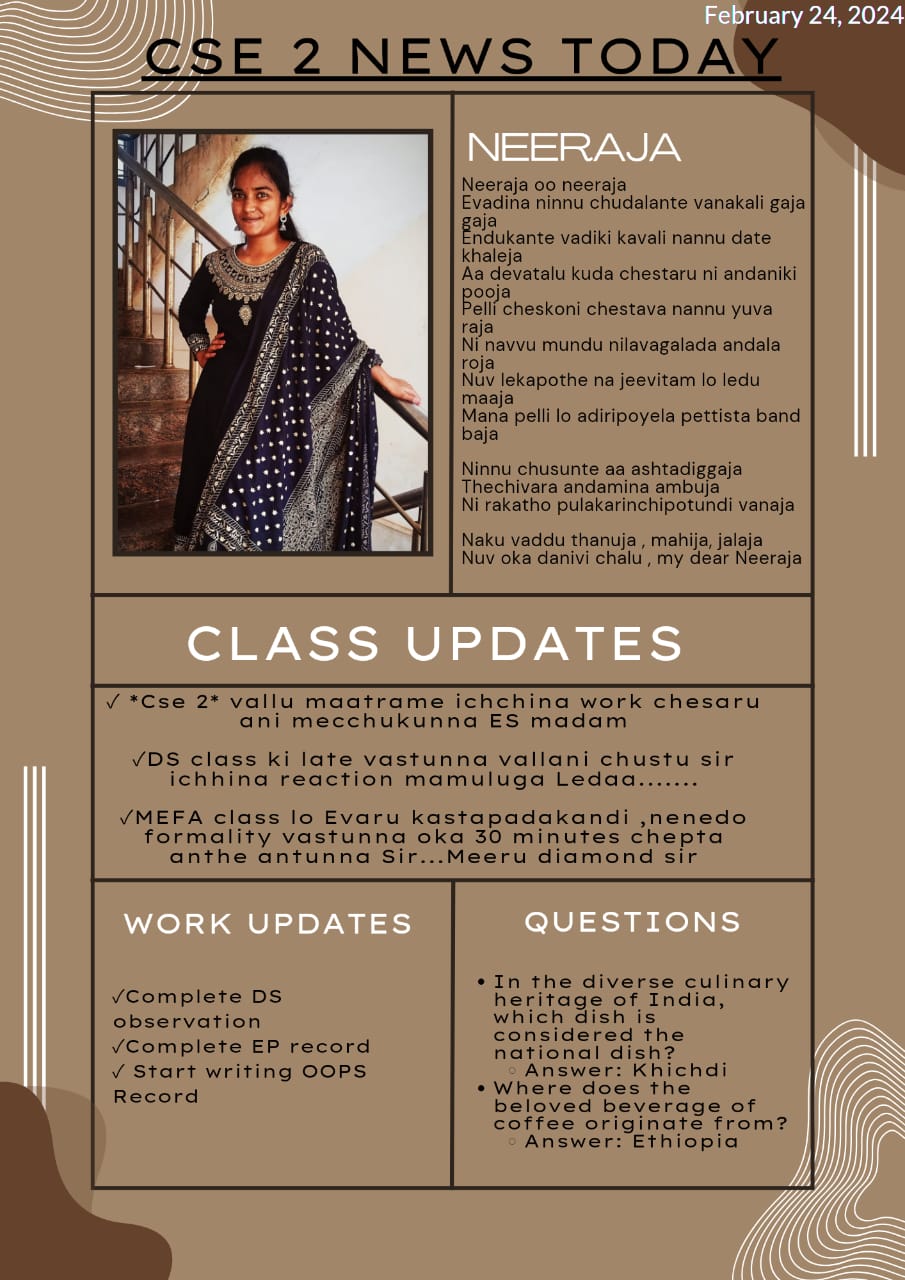 February 24, 2024
CSE 2 NEWS TODAY
NEERAJA
Neeraja oo neeraja
Evadina ninnu chudalante vanakali gaja
gaja
Endukante vadiki kavali nannu date
khaleja
Aa devatalu kuda chestaru ni andaniki
pooja
Pelli cheskoni chestava nannu yuva
raja
Ni navvu mundu nilavagalada andala
roja
Nuv lekapothe na jeevitam lo ledu
maaja
Mana pelli lo adiripoyela pettista band
baja
Ninnu chusunte aa ashtadiggaja
Thechivara andamina ambuja
Ni rakatho pulakarinchipotundi vanaja
Naku vaddu thanuja , mahija, jalaja
Nuv oka danivi chalu , my dear Neeraja
CLASS UPDATES
✓ *Cse 2* vallu maatrame ichchina work chesaru
ani mecchukunna ES madam
✓DS class ki late vastunna vallani chustu sir
ichhina reaction mamuluga Ledaa.......
✓MEFA class lo Evaru kastapadakandi ,nenedo
formality vastunna oka 30 minutes chepta
anthe antunna Sir...Meeru diamond sir
WORK UPDATES
✓Complete DS
observation
✓Complete EP record
✓ Start writing OOPS
Record
QUESTIONS
• In the diverse culinary
heritage of India,
which dish is
considered the
national dish?
○ Answer: Khichdi
• Where does the
beloved beverage of
coffee originate from?
○ Answer: Ethiopia